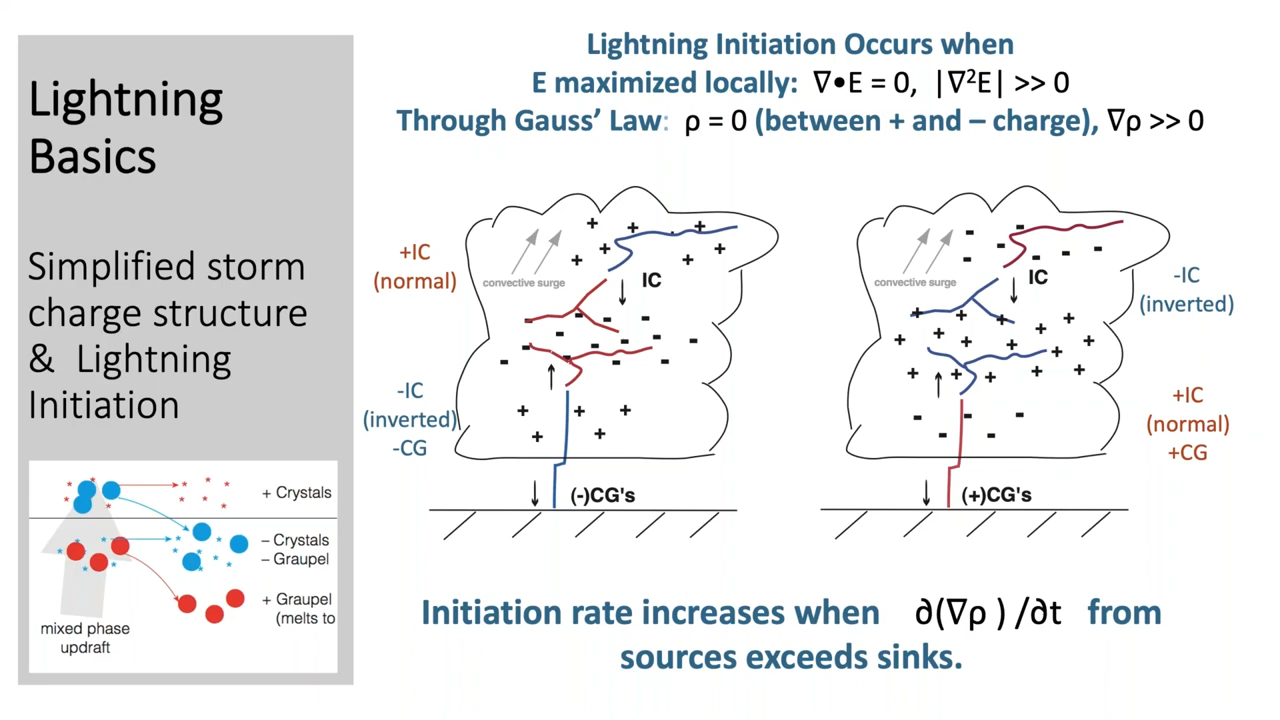 Lightning
Basics
Simplified storm
charge structure
& Lightning
Initiation
+ Crystals
– Crystals
– Graupel
+ Graupel
(melts to
mixed phase
updraft
Lightning Initiation Occurs when
E maximized locally: ∇•E = 0, |∇²E| >> 0
Through Gauss’ Law: ρ = 0 (between + and – charge), ∇ρ >> 0
+IC
(normal)
convective surge
IC
-IC
(inverted)
-CG
(-)CG's
convective surge
IC
-IC
(inverted)
+IC
(normal)
+CG
(+)CG's
Initiation rate increases when ∂(∇ρ ) /∂t from
sources exceeds sinks.